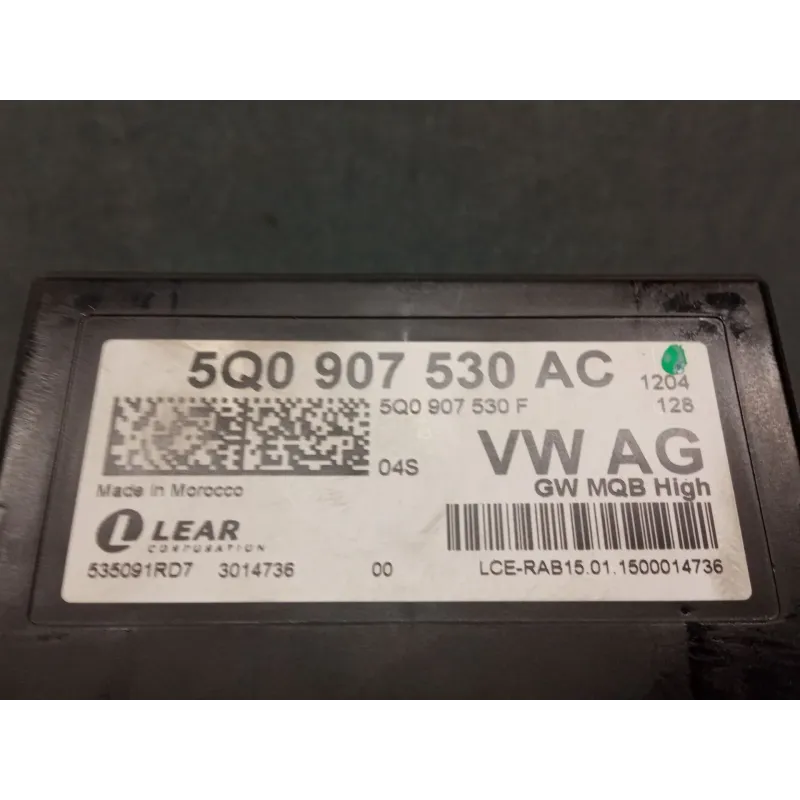 5Q0 907 530 AC 1204
5Q0 907 530 F 128
04S VW AG
Made in Morocco GW MQB High
LEAR
CORPORATION
535091RD7 3014736 00 LCE-RAB15.01.1500014736